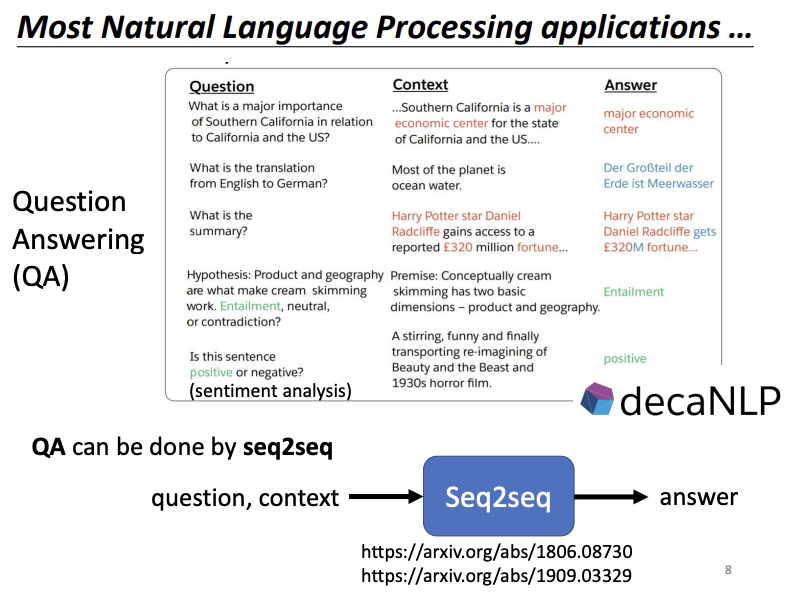 Most Natural Language Processing applications …
Question
Answering
(QA)
Question Context Answer
What is a major importance
of Southern California in relation
to California and the US?
…Southern California is a major
economic center for the state
of California and the US....
major economic
center
What is the translation
from English to German?
Most of the planet is
ocean water.
Der Großteil der
Erde ist Meerwasser
What is the
summary?
Harry Potter star Daniel
Radcliffe gains access to a
reported £320 million fortune…
Harry Potter star
Daniel Radcliffe gets
£320M fortune…
Hypothesis: Product and geography
are what make cream skimming
work. Entailment, neutral,
or contradiction?
Premise: Conceptually cream
skimming has two basic
dimensions – product and geography.
Entailment
Is this sentence
positive or negative?
(sentiment analysis)
A stirring, funny and finally
transporting re-imagining of
Beauty and the Beast and
1930s horror film.
positive
decaNLP
QA can be done by seq2seq
question, context
Seq2seq
answer
https://arxiv.org/abs/1806.08730
https://arxiv.org/abs/1909.03329
8